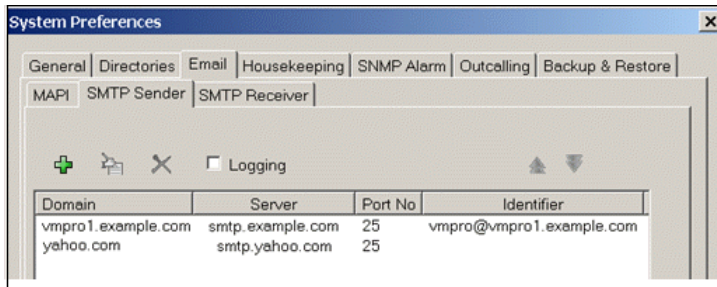 System Preferences
General Directories Email Housekeeping SNMP Alarm Outcalling Backup & Restore
MAPI SMTP Sender SMTP Receiver
Logging
Domain Server Port No Identifier
vmpro1.example.com smtp.example.com 25 vmpro@vmpro1.example.com
yahoo.com smtp.yahoo.com 25